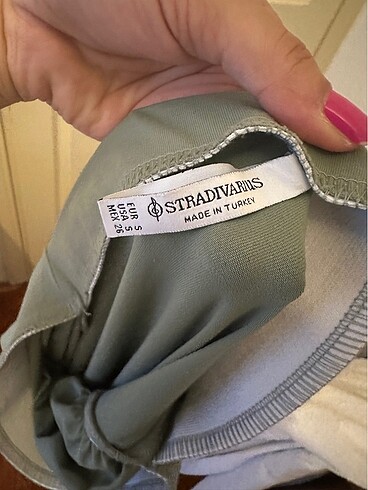 STRADIVARIUS
MADE IN TURKEY
EUR S
USA S
MEX 26